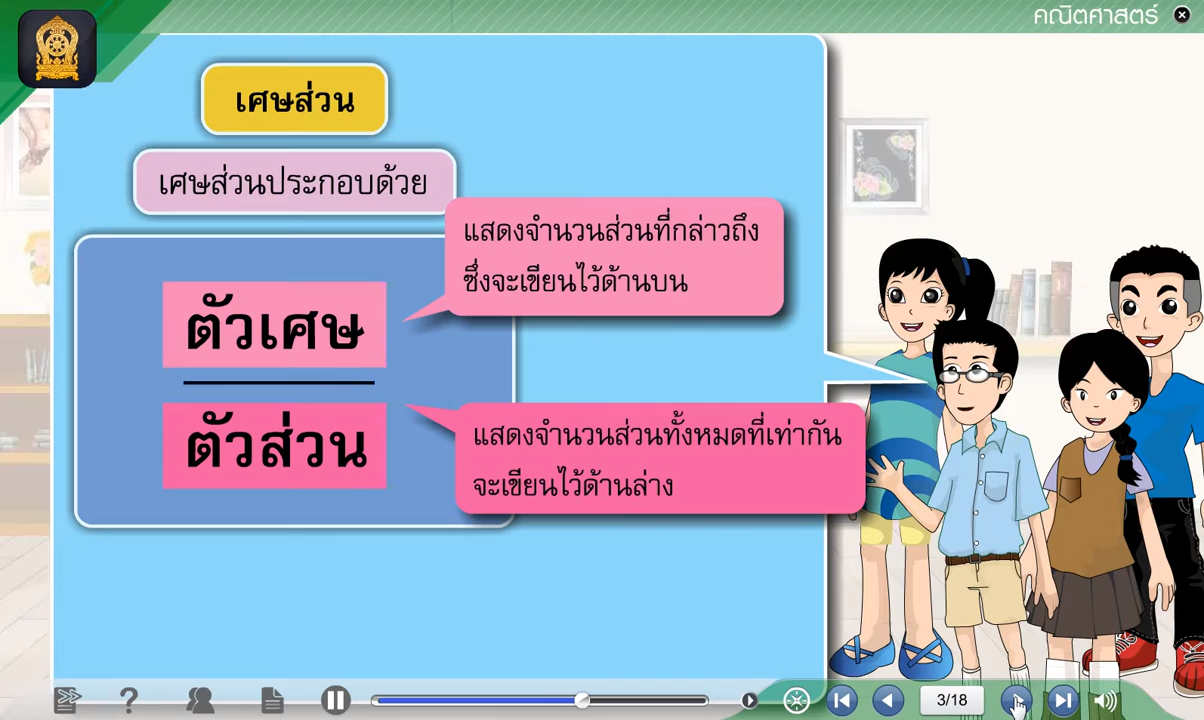 คณิตศาสตร์
เศษส่วน
เศษส่วนประกอบด้วย
แสดงจำนวนส่วนที่กล่าวถึง
ซึ่งจะเขียนไว้ด้านบน
ตัวเศษ
ตัวส่วน
แสดงจำนวนส่วนทั้งหมดที่เท่ากัน
จะเขียนไว้ด้านล่าง
3/18